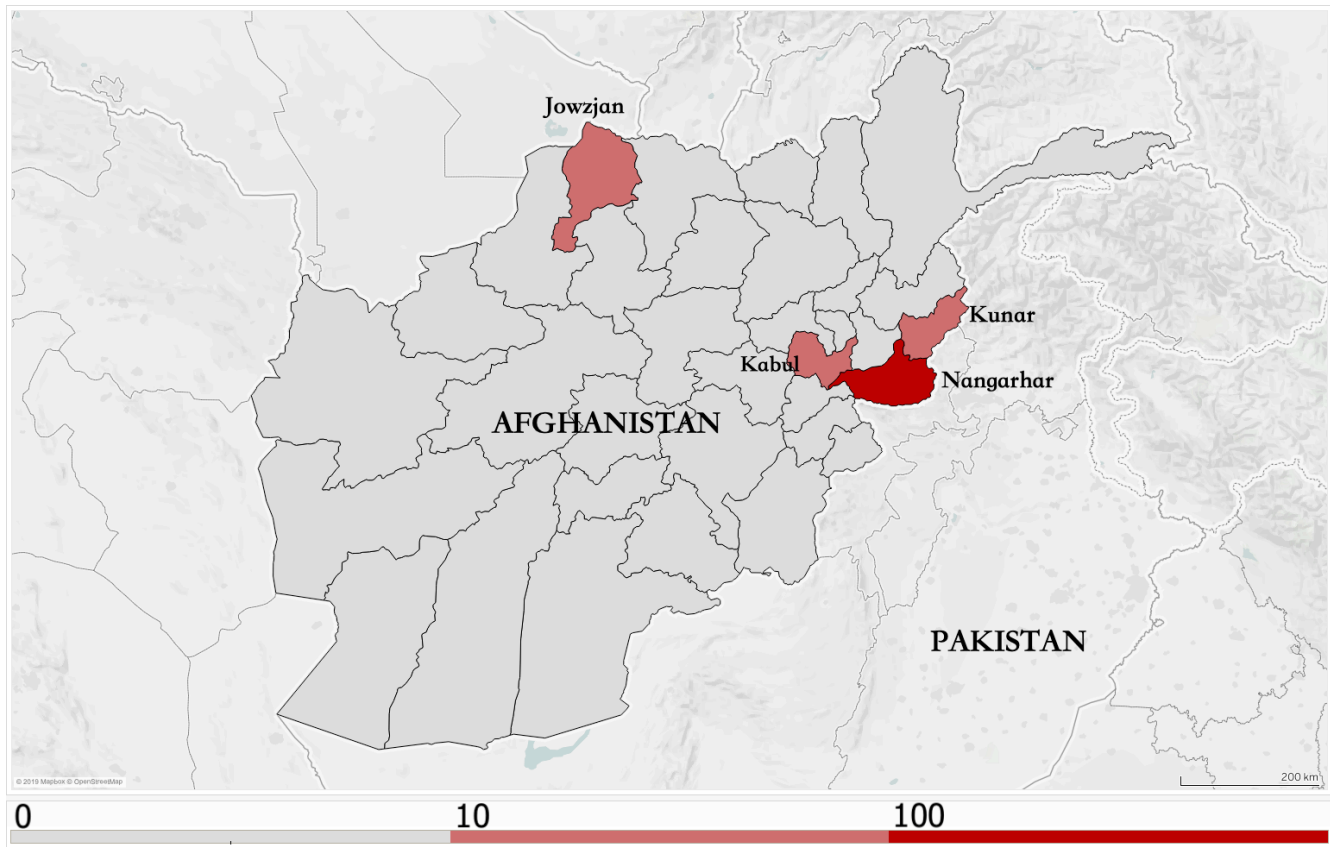 Jowzjan
Kunar
Kabul
Nangarhar
AFGHANISTAN
PAKISTAN
© 2019 Mapbox © OpenStreetMap
200 km
0 10 100